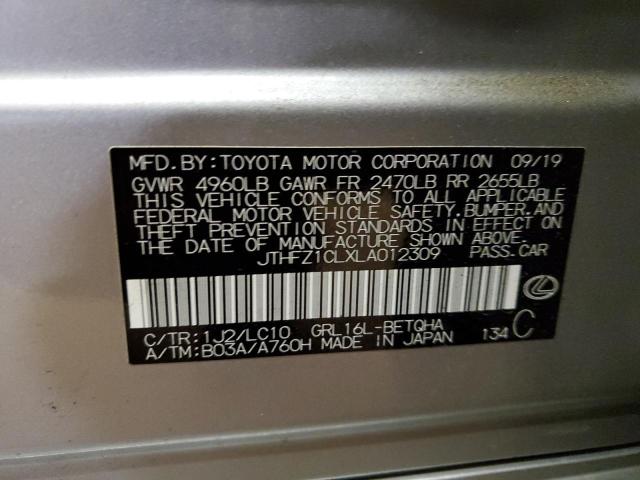 MFD.BY:TOYOTA MOTOR CORPORATION 09/19
GVWR 4960LB GAWR FR 2470LB RR 2655LB
THIS VEHICLE CONFORMS TO ALL APPLICABLE
FEDERAL MOTOR VEHICLE SAFETY,BUMPER,AND
THEFT PREVENTION STANDARDS IN EFFECT ON
THE DATE OF MANUFACTURE SHOWN ABOVE.
JTHFZ1CLXLA012309 PASS.CAR
C/TR:1J2/LC10 GRL16L-BETQHA
A/TM:B03A/A760H MADE IN JAPAN 134 C